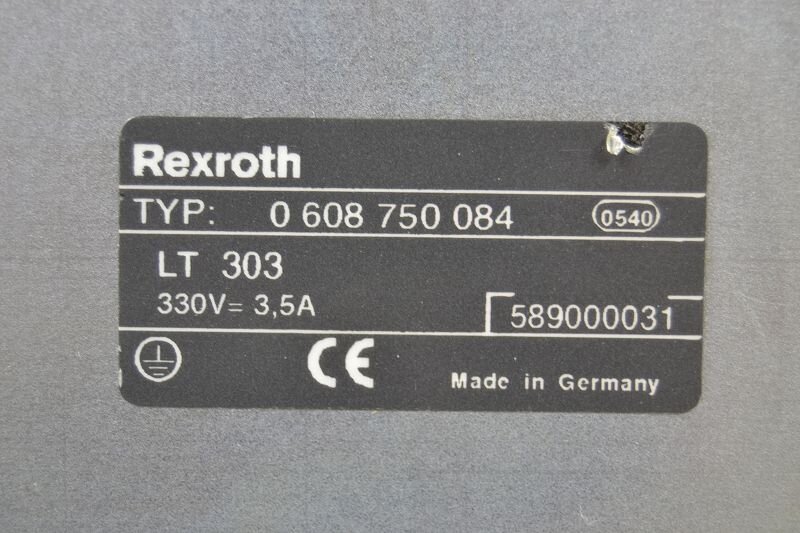 Rexroth
TYP: 0 608 750 084 0540
LT 303
330V= 3,5A 589000031
CE Made in Germany